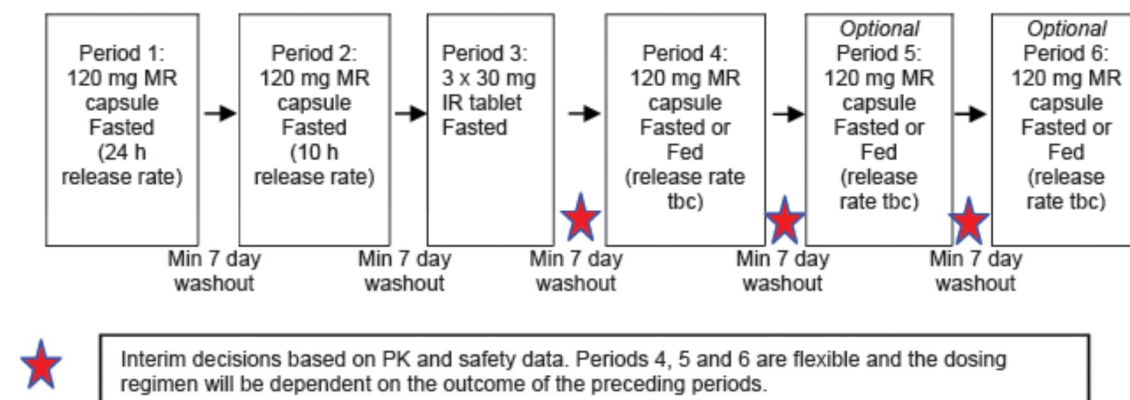 Period 1:
120 mg MR
capsule
Fasted
(24 h
release rate)
Period 2:
120 mg MR
capsule
Fasted
(10 h
release rate)
Period 3:
3 x 30 mg
IR tablet
Fasted
Period 4:
120 mg MR
capsule
Fasted or
Fed
(release rate
tbc)
Optional
Period 5:
120 mg MR
capsule
Fasted or
Fed
(release
rate tbc)
Optional
Period 6:
120 mg MR
capsule
Fasted or
Fed
(release
rate tbc)
Min 7 day
washout
Min 7 day
washout
Min 7 day
washout
Min 7 day
washout
Min 7 day
washout
Interim decisions based on PK and safety data. Periods 4, 5 and 6 are flexible and the dosing
regimen will be dependent on the outcome of the preceding periods.